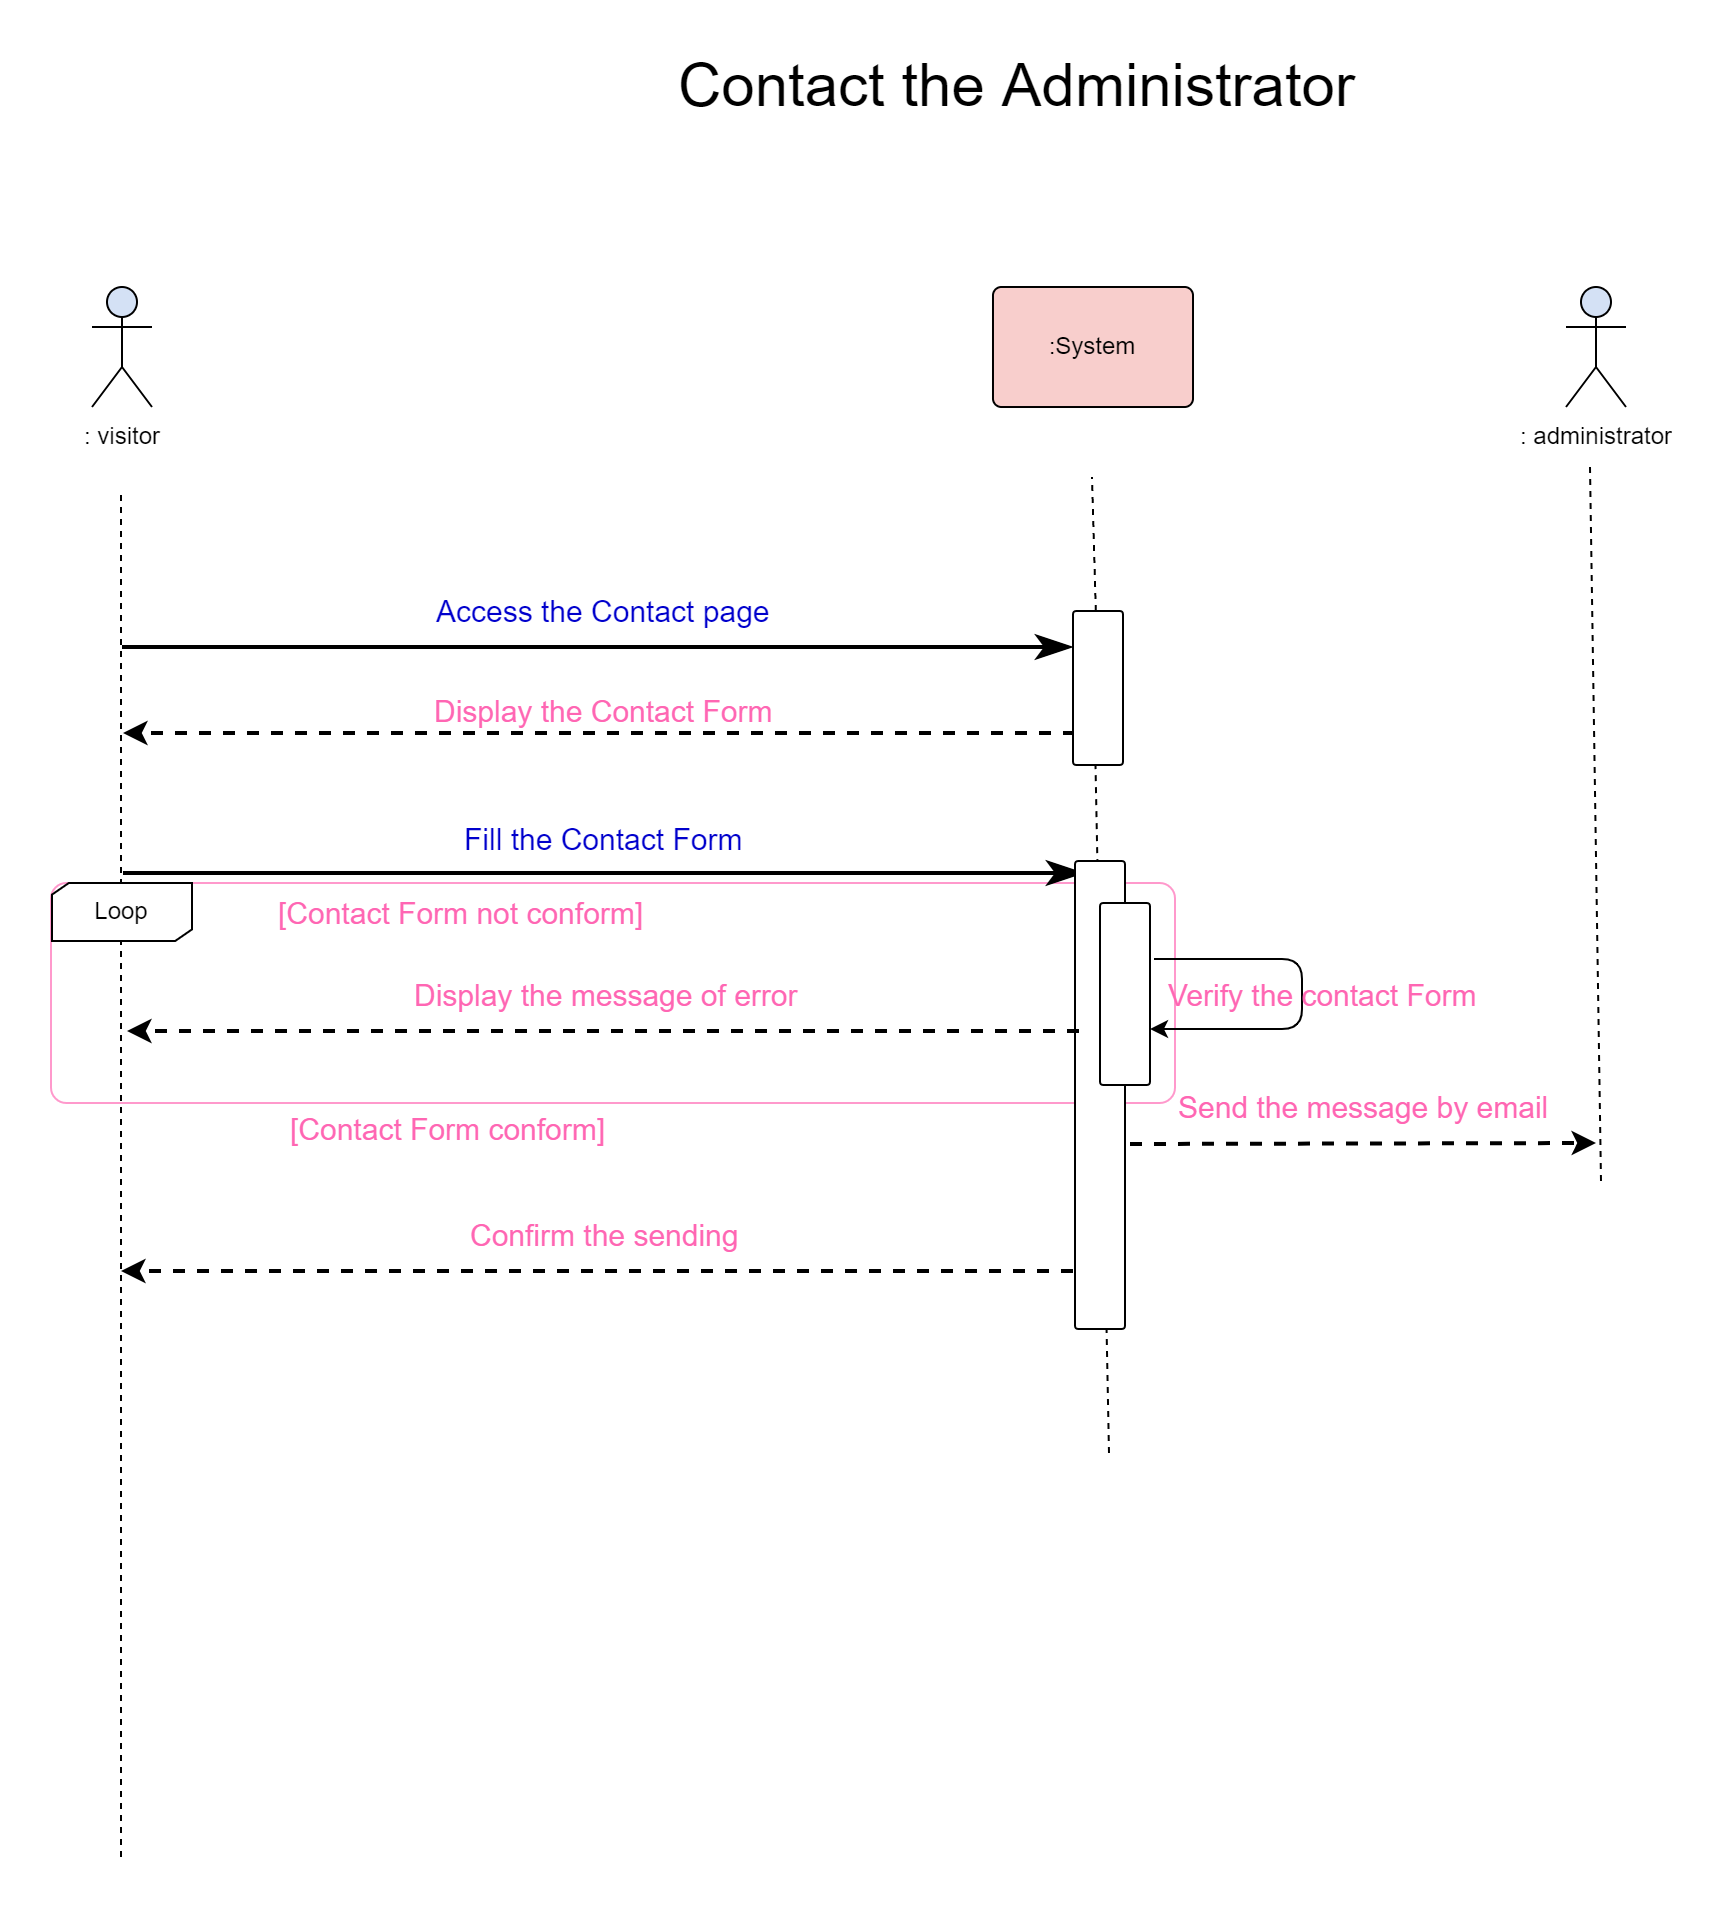 Contact the Administrator
:System
: visitor
: administrator
Access the Contact page
Display the Contact Form
Fill the Contact Form
Loop
[Contact Form not conform]
Display the message of error
Verify the contact Form
Send the message by email
[Contact Form conform]
Confirm the sending